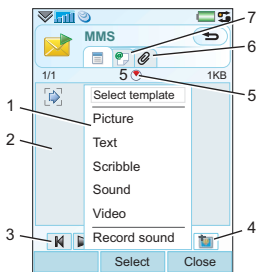 7
MMS
6
1/1
5
1KB
Select template
5
1
Picture
2
Text
Scribble
Sound
Video
3
Record sound
4
Select
Close